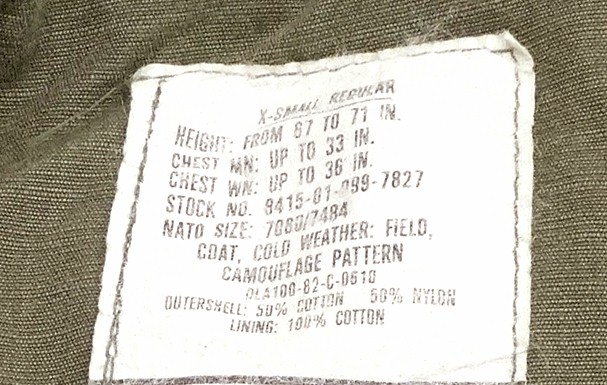 X-SMALL REGULAR
HEIGHT: FROM 67 TO 71 IN.
CHEST MN: UP TO 33 IN.
CHEST WN: UP TO 36 IN.
STOCK NO. 8415-01-099-7827
NATO SIZE: 7080/7484
COAT, COLD WEATHER: FIELD,
CAMOUFLAGE PATTERN
DLA100-82-C-0510
OUTERSHELL: 50% COTTON 50% NYLON
LINING: 100% COTTON